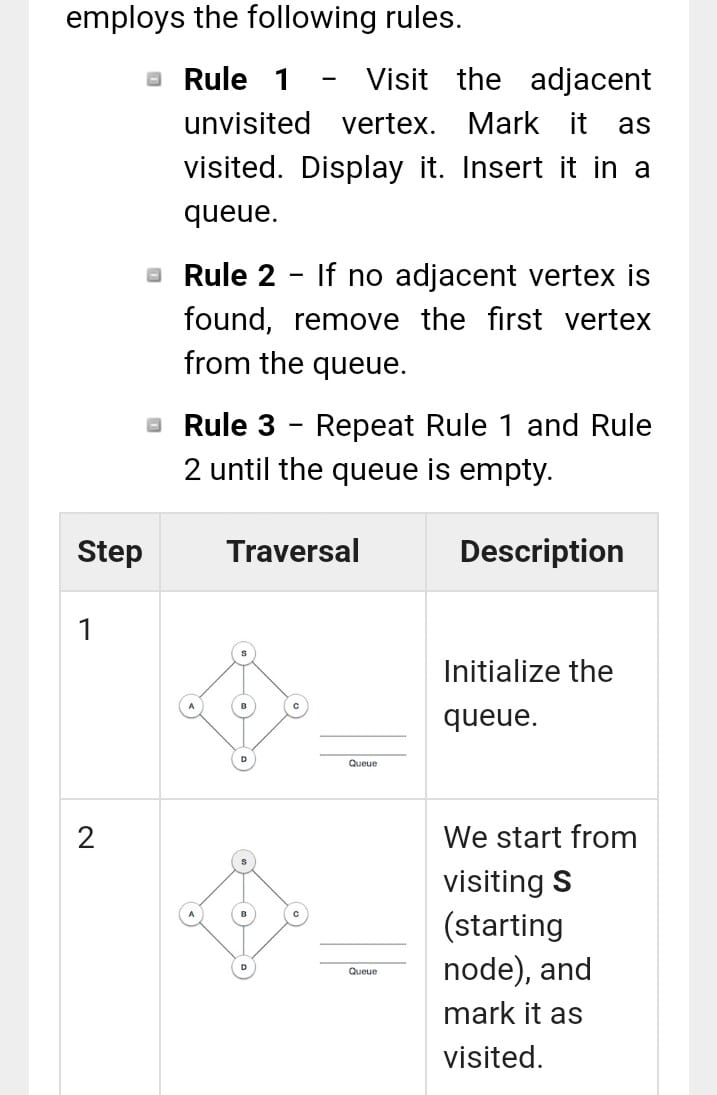 employs the following rules.
Rule 1 – Visit the adjacent
unvisited vertex. Mark it as
visited. Display it. Insert it in a
queue.
Rule 2 – If no adjacent vertex is
found, remove the first vertex
from the queue.
Rule 3 – Repeat Rule 1 and Rule
2 until the queue is empty.
Step Traversal Description
1
S
A B C
D
Queue
Initialize the
queue.
2
S
A B C
D
Queue
We start from
visiting S
(starting
node), and
mark it as
visited.